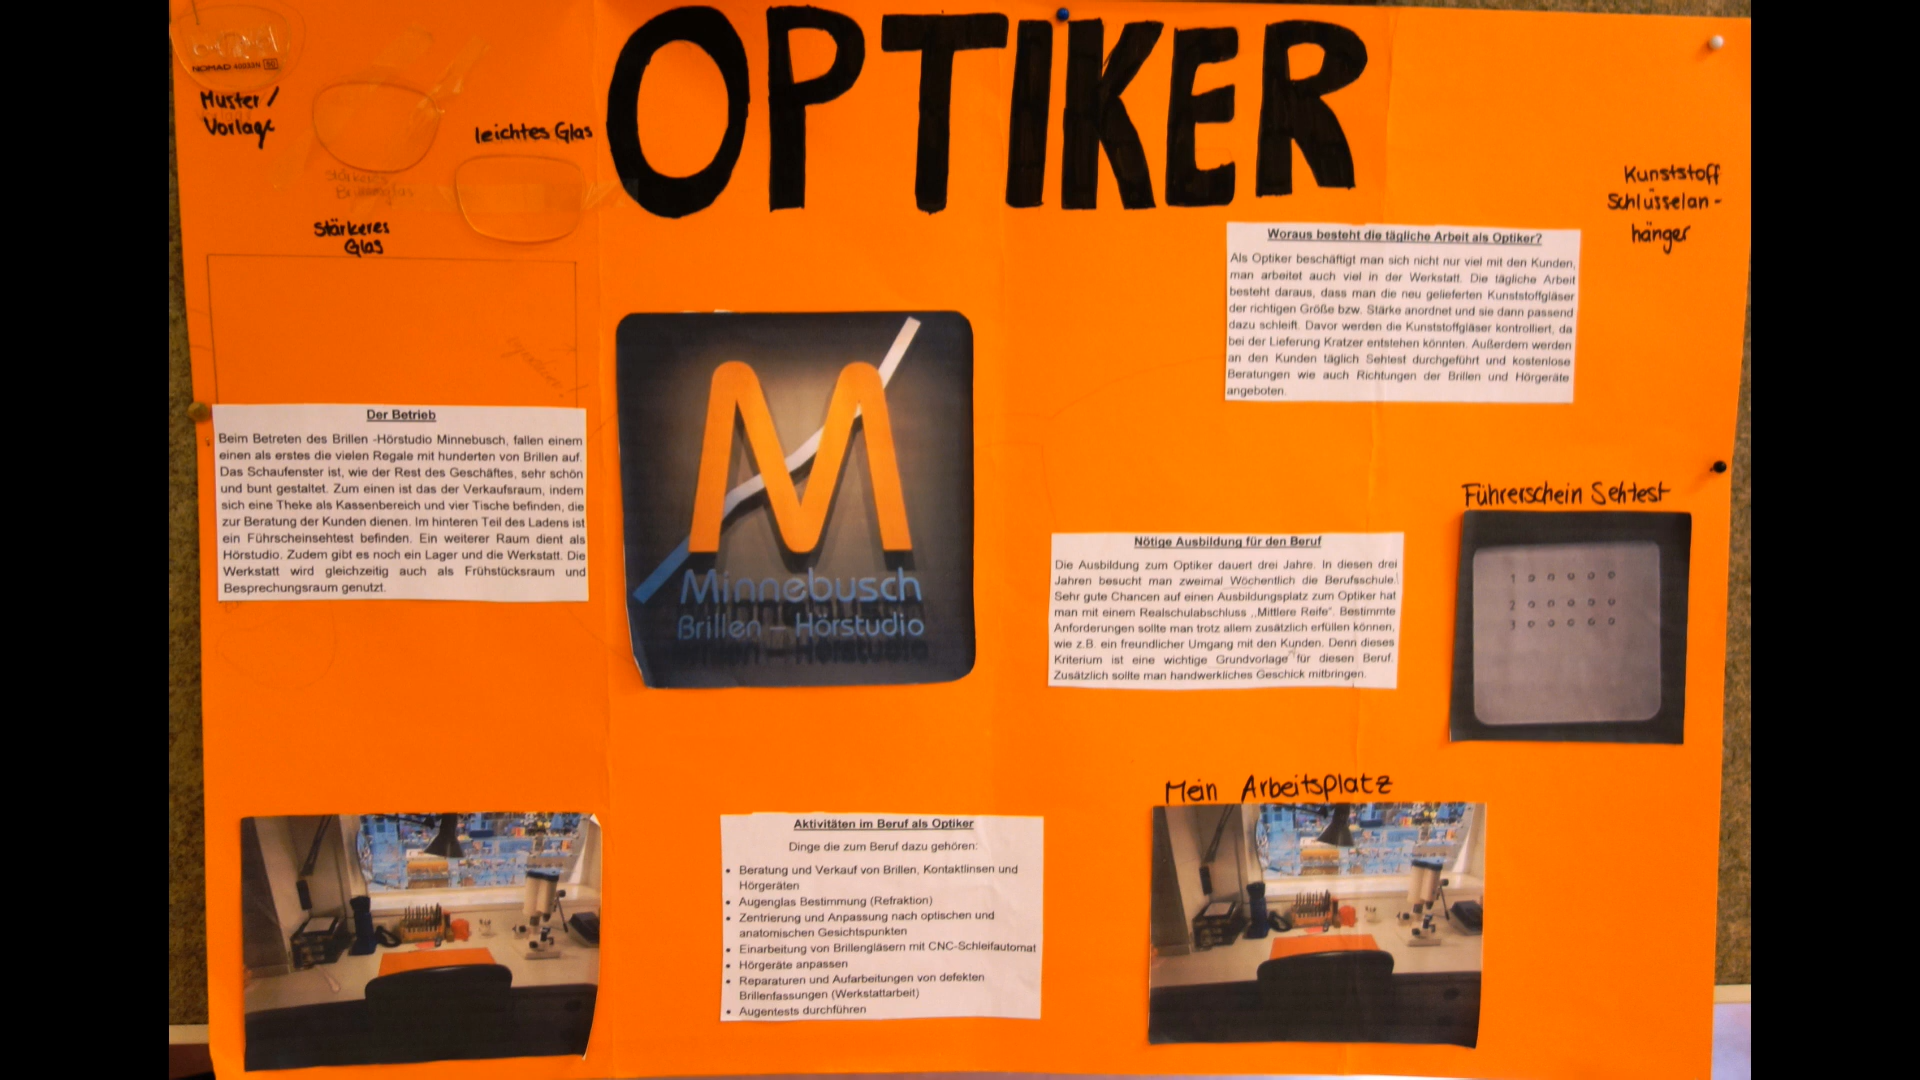 OPTIKER
NOMAD
Muster /
Vorlage
leichtes Glas
Stärkeres
Glas
Kunststoff
Schlüsselan-
hänger
Woraus besteht die tägliche Arbeit als Optiker?
Als Optiker beschäftigt man sich nicht nur viel mit den Kunden,
man arbeitet auch viel in der Werkstatt. Die tägliche Arbeit
besteht daraus, dass man die neu gelieferten Kunststoffgläser
der richtigen Größe bzw. Stärke anordnet und sie dann passend
dazu schleift. Davor werden die Kunststoffgläser kontrolliert, da
bei der Lieferung Kratzer entstehen könnten. Außerdem werden
an den Kunden täglich Sehtest durchgeführt und kostenlose
Beratungen wie auch Richtungen der Brillen und Hörgeräte
angeboten.
Der Betrieb
Beim Betreten des Brillen -Hörstudio Minnebusch, fallen einem
einen als erstes die vielen Regale mit hunderten von Brillen auf.
Das Schaufenster ist, wie der Rest des Geschäftes, sehr schön
und bunt gestaltet. Zum einen ist das der Verkaufsraum, indem
sich eine Theke als Kassenbereich und vier Tische befinden, die
zur Beratung der Kunden dienen. Im hinteren Teil des Ladens ist
ein Führscheinsehtest befinden. Ein weiterer Raum dient als
Hörstudio. Zudem gibt es noch ein Lager und die Werkstatt. Die
Werkstatt wird gleichzeitig auch als Frühstücksraum und
Besprechungsraum genutzt.
M
Minnebusch
Brillen – Hörstudio
Nötige Ausbildung für den Beruf
Die Ausbildung zum Optiker dauert drei Jahre. In diesen drei
Jahren besucht man zweimal Wöchentlich die Berufsschule.
Sehr gute Chancen auf einen Ausbildungsplatz zum Optiker hat
man mit einem Realschulabschluss ,,Mittlere Reife". Bestimmte
Anforderungen sollte man trotz allem zusätzlich erfüllen können,
wie z.B. ein freundlicher Umgang mit den Kunden. Denn dieses
Kriterium ist eine wichtige Grundvorlage für diesen Beruf.
Zusätzlich sollte man handwerkliches Geschick mitbringen.
Führerschein Sehtest
1
2
3
Mein Arbeitsplatz
Aktivitäten im Beruf als Optiker
Dinge die zum Beruf dazu gehören:
• Beratung und Verkauf von Brillen, Kontaktlinsen und
Hörgeräten
• Augenglas Bestimmung (Refraktion)
• Zentrierung und Anpassung nach optischen und
anatomischen Gesichtspunkten
• Einarbeitung von Brillengläsern mit CNC-Schleifautomat
• Hörgeräte anpassen
• Reparaturen und Aufarbeitungen von defekten
Brillenfassungen (Werkstattarbeit)
• Augentests durchführen